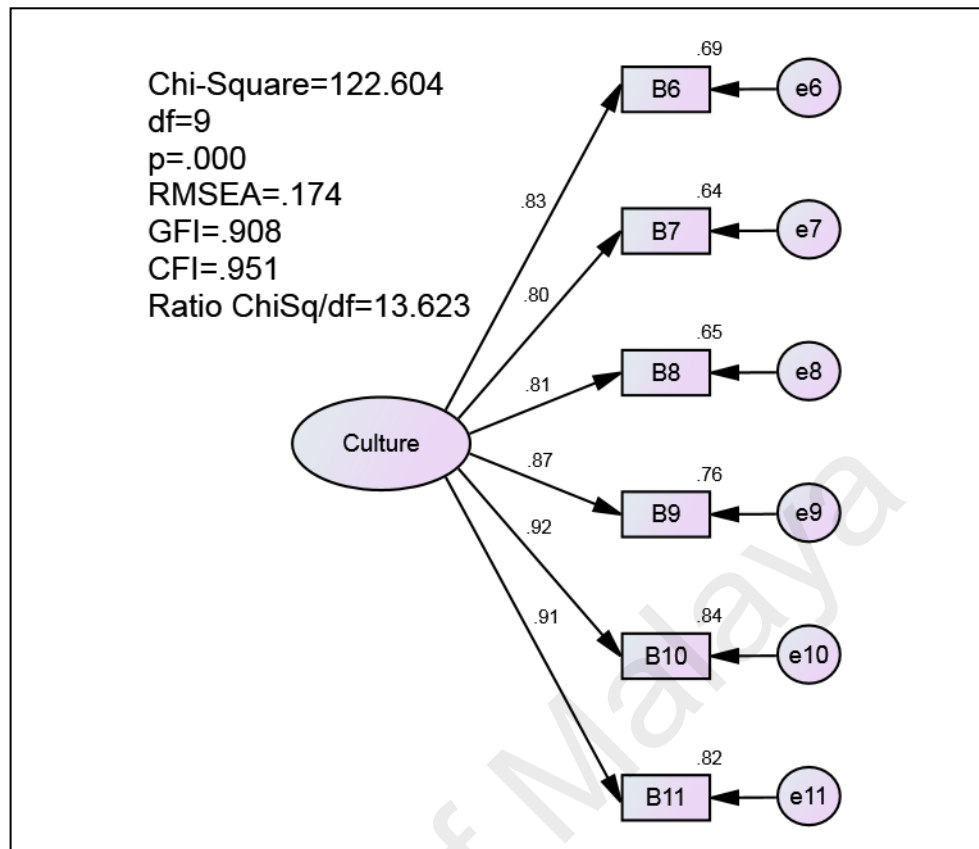 Chi-Square=122.604
df=9
p=.000
RMSEA=.174
GFI=.908
CFI=.951
Ratio ChiSq/df=13.623
.69
B6
e6
.83
.64
B7
e7
.80
.65
B8
e8
.81
Culture
.87
.76
B9
e9
.92
.84
B10
e10
.91
.82
B11
e11
of Malaya